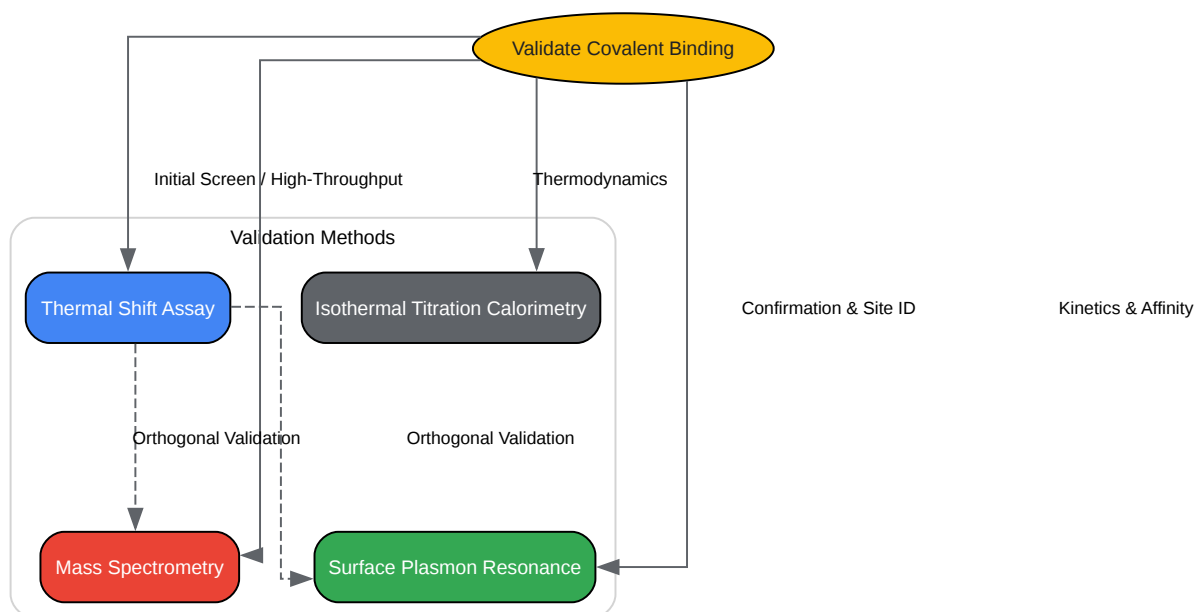 Validate Covalent Binding
Initial Screen / High-Throughput
Thermodynamics
Validation Methods
Thermal Shift Assay
Isothermal Titration Calorimetry
Confirmation & Site ID
Kinetics & Affinity
Orthogonal Validation
Orthogonal Validation
Mass Spectrometry
Surface Plasmon Resonance